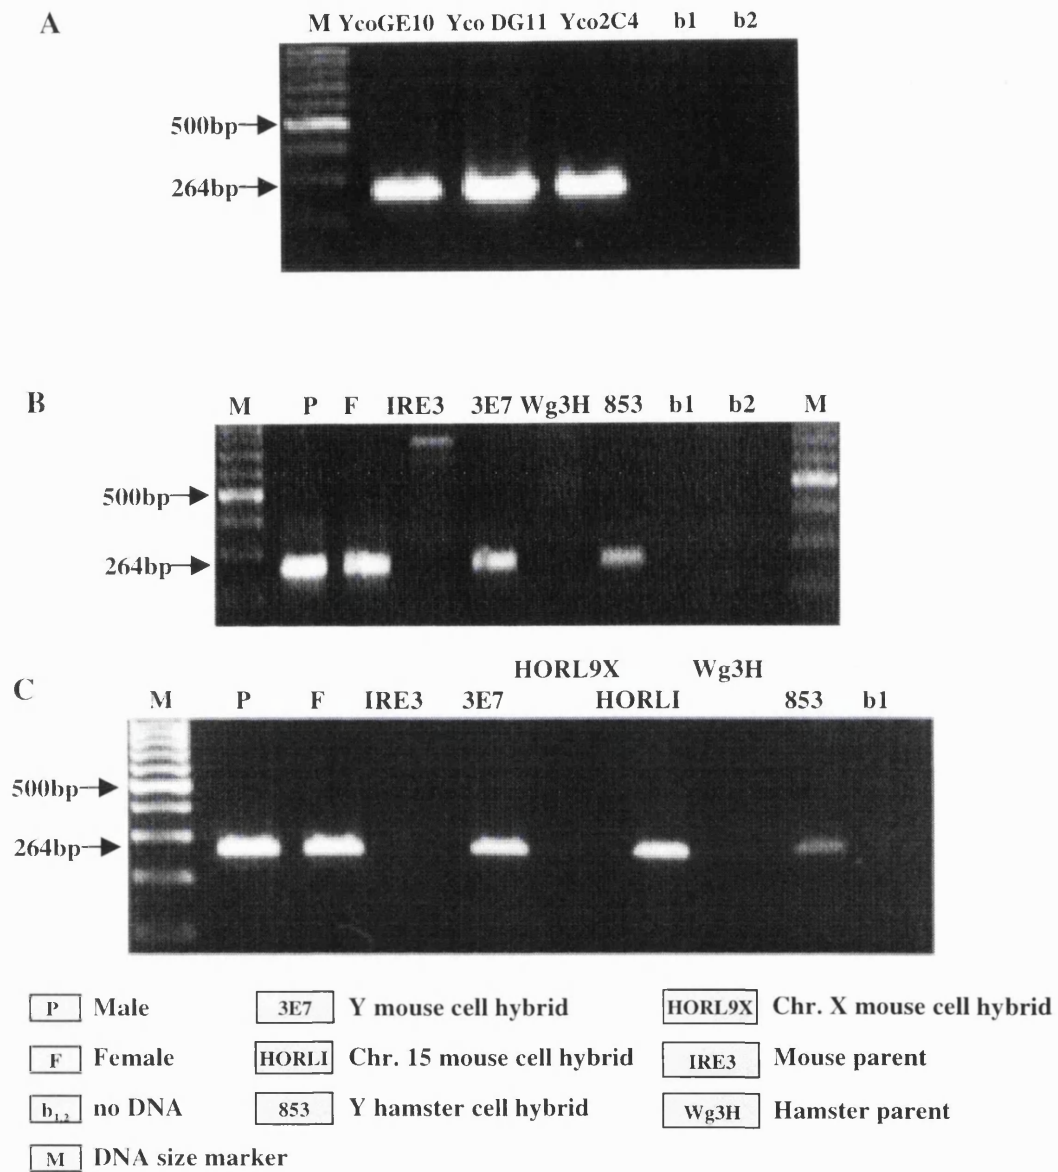 A
M YcoGE10 Yco DG11 Yco2C4 b1 b2
500bp
264bp
B
M P F IRE3 3E7 Wg3H 853 b1 b2 M
500bp
264bp
HORL9X Wg3H
C
M P F IRE3 3E7 HORLI 853 b1
500bp
264bp
P Male 3E7 Y mouse cell hybrid HORL9X Chr. X mouse cell hybrid
F Female HORLI Chr. 15 mouse cell hybrid IRE3 Mouse parent
b1,2 no DNA 853 Y hamster cell hybrid Wg3H Hamster parent
M DNA size marker